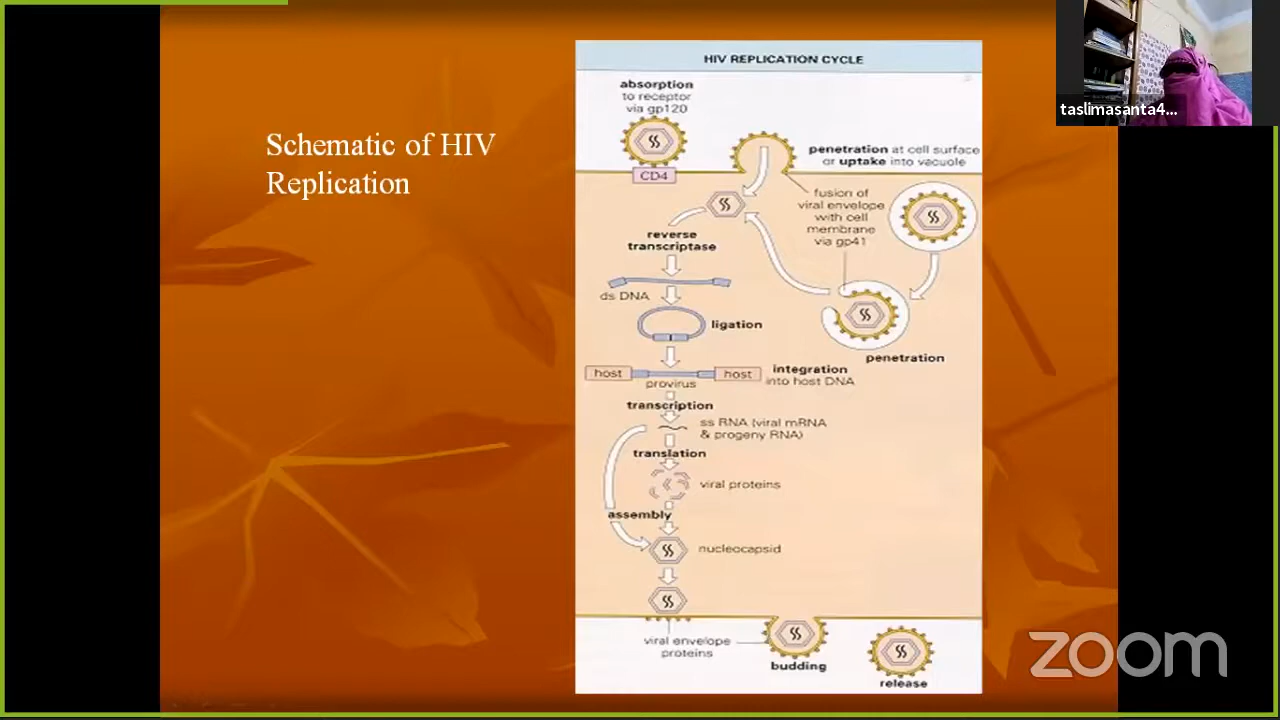 Schematic of HIV
Replication
HIV REPLICATION CYCLE
absorption
to receptor
via gp120
CD4
penetration at cell surface
or uptake into vacuole
fusion of
viral envelope
with cell
membrane
via gp41
reverse
transcriptase
ds DNA
ligation
penetration
host
provirus
host
integration
into host DNA
transcription
ss RNA (viral mRNA
& progeny RNA)
translation
viral proteins
assembly
nucleocapsid
viral envelope
proteins
budding
release
taslimasanta4...
zoom